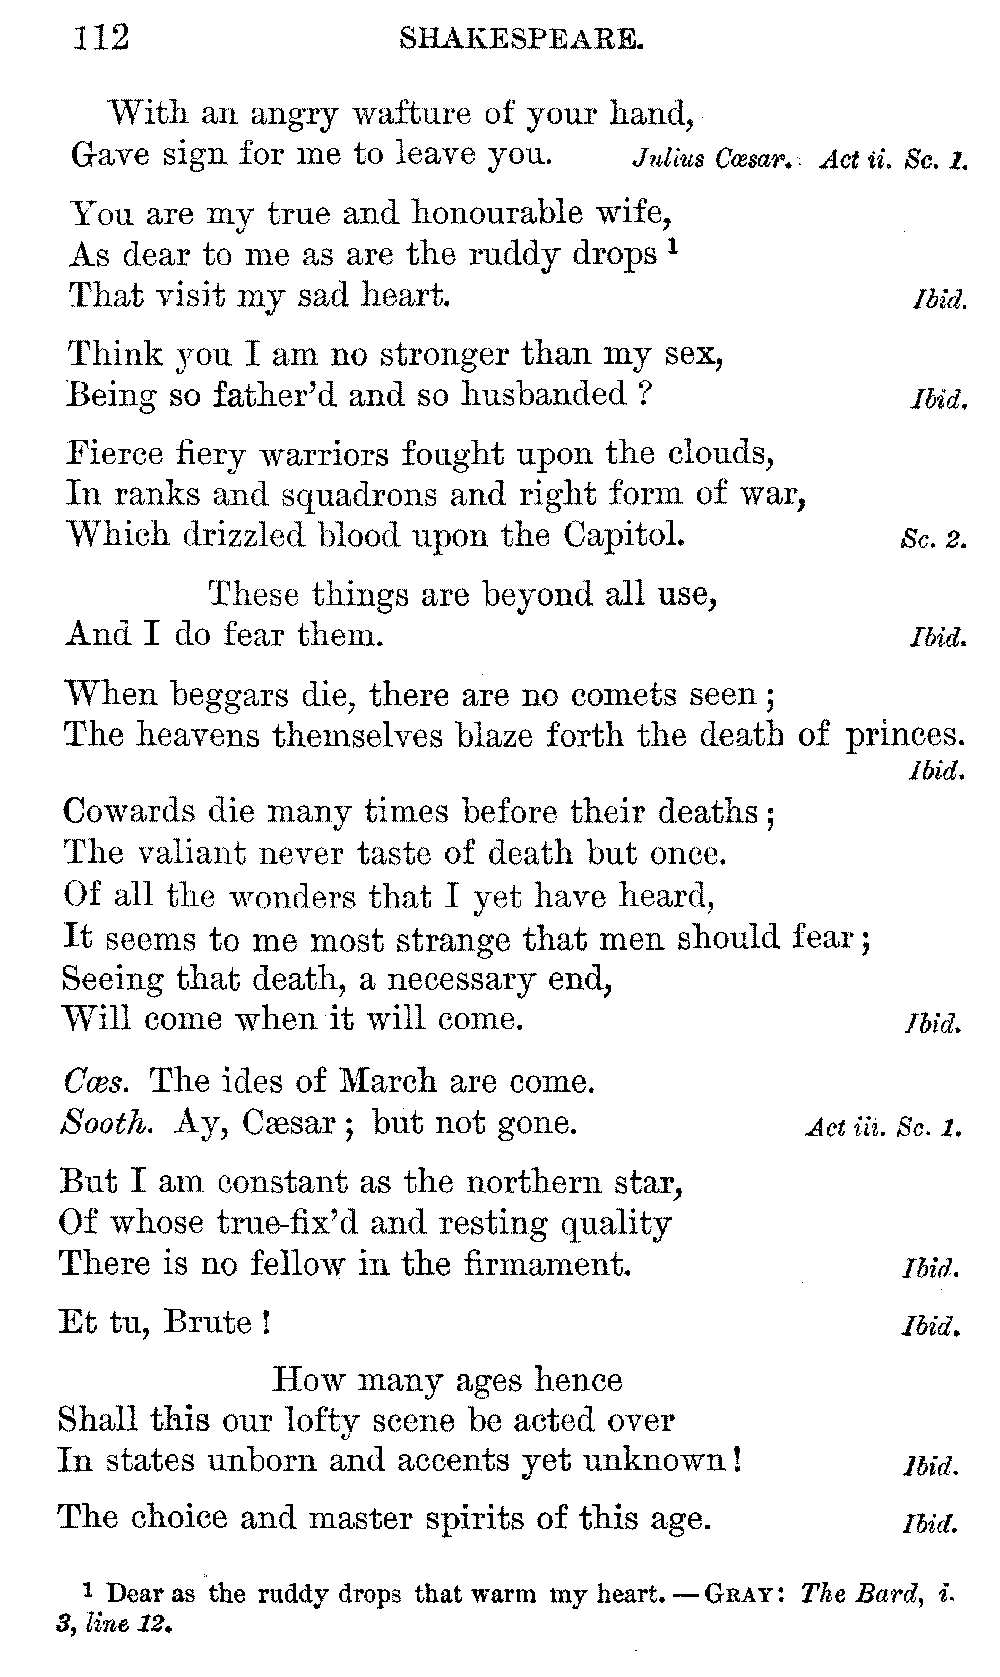 112 SHAKESPEARE.
With an angry wafture of your hand,
Gave sign for me to leave you. Julius Cæsar. Act ii. Sc. 1.
You are my true and honourable wife,
As dear to me as are the ruddy drops ¹
That visit my sad heart. Ibid.
Think you I am no stronger than my sex,
Being so father'd and so husbanded ? Ibid.
Fierce fiery warriors fought upon the clouds,
In ranks and squadrons and right form of war,
Which drizzled blood upon the Capitol. Sc. 2.
These things are beyond all use,
And I do fear them. Ibid.
When beggars die, there are no comets seen ;
The heavens themselves blaze forth the death of princes.
Ibid.
Cowards die many times before their deaths ;
The valiant never taste of death but once.
Of all the wonders that I yet have heard,
It seems to me most strange that men should fear ;
Seeing that death, a necessary end,
Will come when it will come. Ibid.
Cæs. The ides of March are come.
Sooth. Ay, Cæsar ; but not gone. Act iii. Sc. 1.
But I am constant as the northern star,
Of whose true-fix'd and resting quality
There is no fellow in the firmament. Ibid.
Et tu, Brute ! Ibid.
How many ages hence
Shall this our lofty scene be acted over
In states unborn and accents yet unknown ! Ibid.
The choice and master spirits of this age. Ibid.
¹ Dear as the ruddy drops that warm my heart. — GRAY: The Bard, i.
3, line 12.